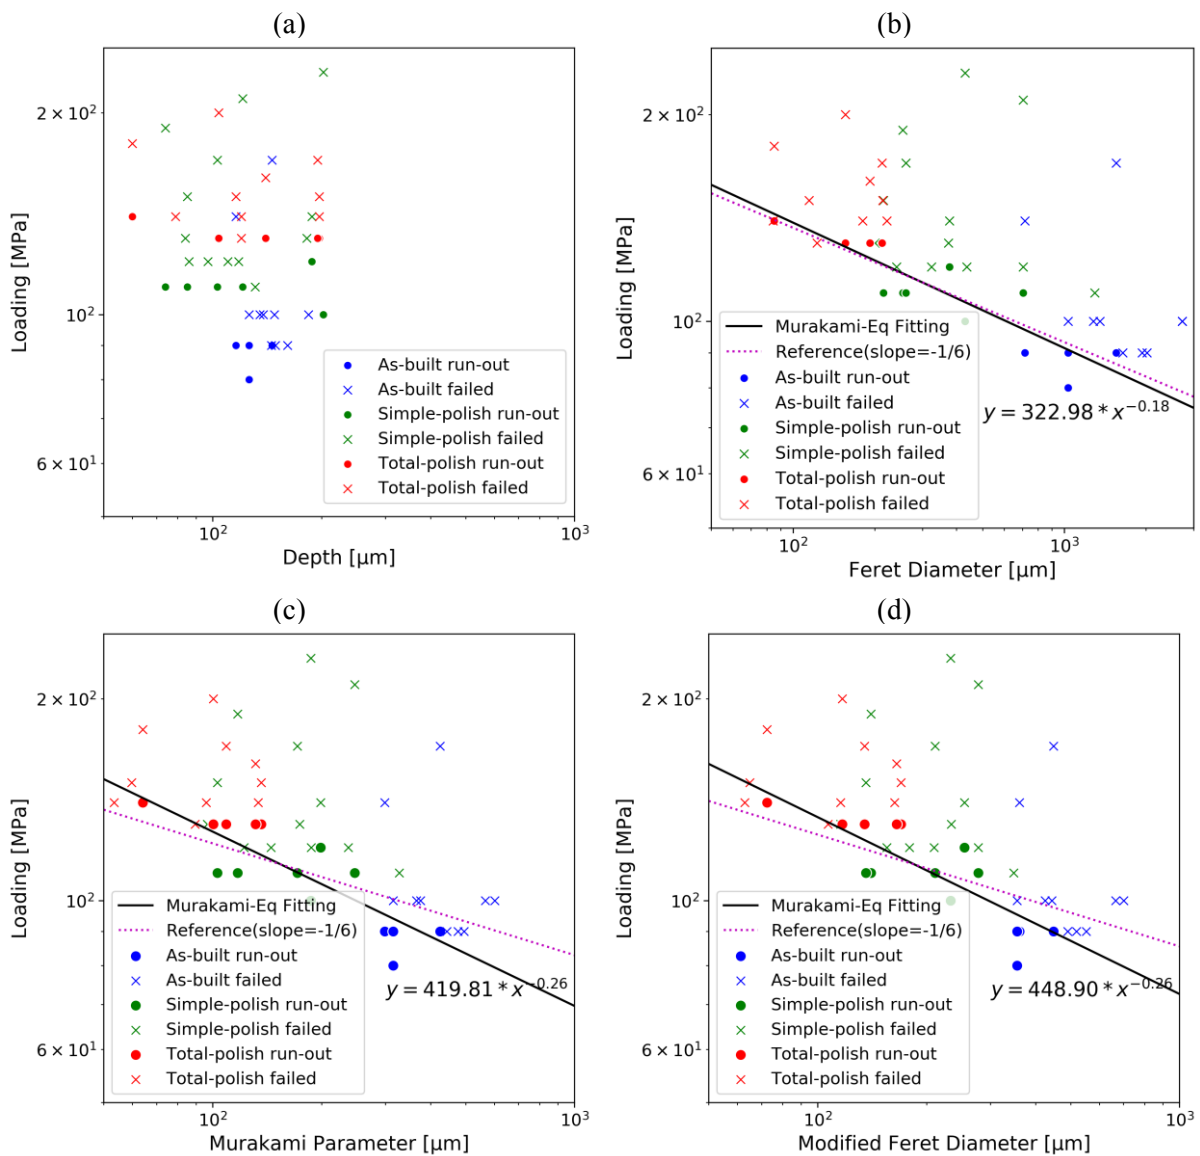 (a)
Loading [MPa]
2 × 10²
10²
6 × 10¹
As-built run-out
As-built failed
Simple-polish run-out
Simple-polish failed
Total-polish run-out
Total-polish failed
10² 10³
Depth [µm]
(b)
Loading [MPa]
2 × 10²
10²
6 × 10¹
Murakami-Eq Fitting
Reference(slope=-1/6)
As-built run-out
As-built failed
Simple-polish run-out
Simple-polish failed
Total-polish run-out
Total-polish failed
y = 322.98 * x^−0.18
10² 10³
Feret Diameter [µm]
(c)
Loading [MPa]
2 × 10²
10²
6 × 10¹
Murakami-Eq Fitting
Reference(slope=-1/6)
As-built run-out
As-built failed
Simple-polish run-out
Simple-polish failed
Total-polish run-out
Total-polish failed
y = 419.81 * x^−0.26
10² 10³
Murakami Parameter [µm]
(d)
Loading [MPa]
2 × 10²
10²
6 × 10¹
Murakami-Eq Fitting
Reference(slope=-1/6)
As-built run-out
As-built failed
Simple-polish run-out
Simple-polish failed
Total-polish run-out
Total-polish failed
y = 448.90 * x^−0.26
10² 10³
Modified Feret Diameter [µm]